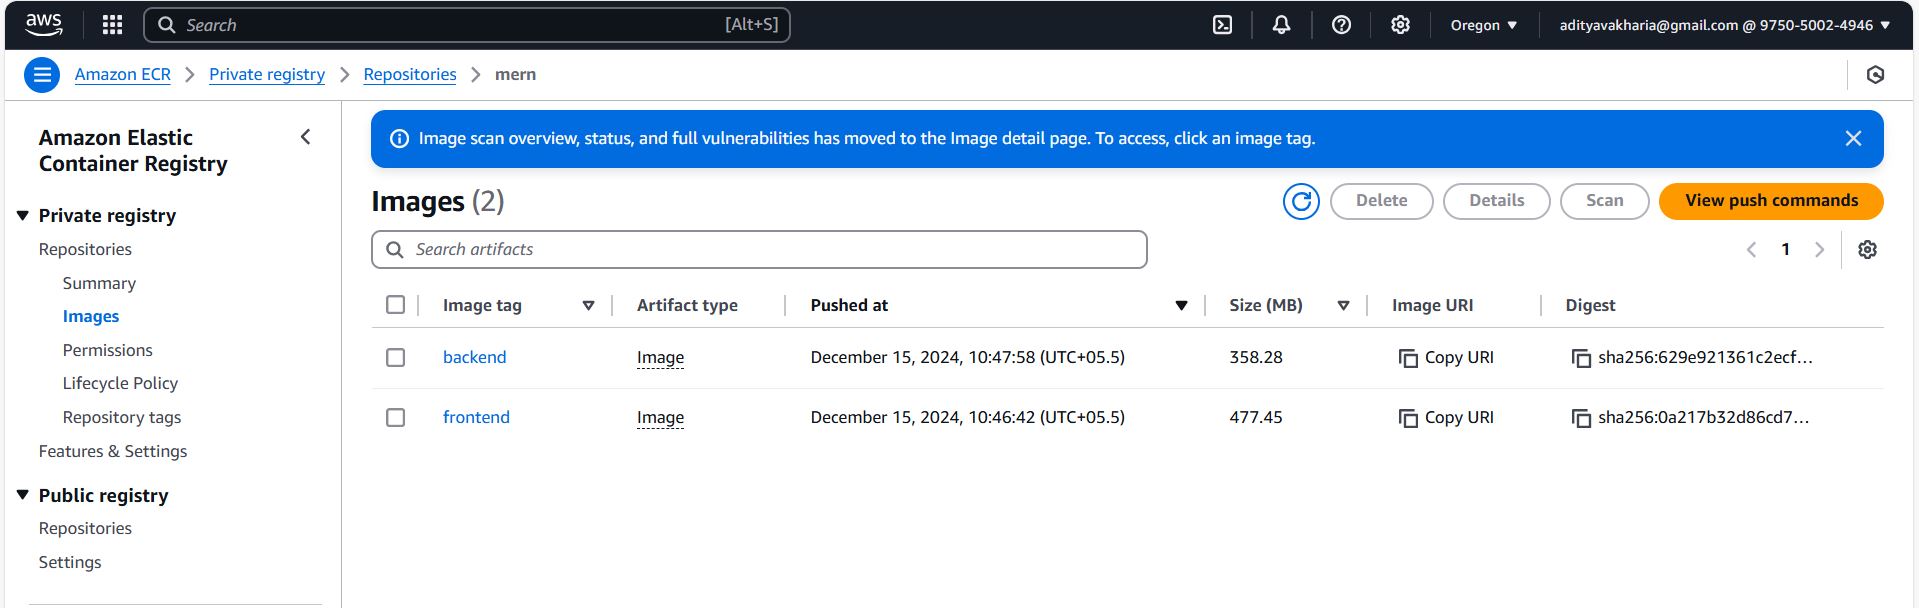 aws
Search [Alt+S]
Oregon
adityavakharia@gmail.com @ 9750-5002-4946
Amazon ECR Private registry Repositories mern
Amazon Elastic
Container Registry
Private registry
Repositories
Summary
Images
Permissions
Lifecycle Policy
Repository tags
Features & Settings
Public registry
Repositories
Settings
Image scan overview, status, and full vulnerabilities has moved to the Image detail page. To access, click an image tag.
Images (2)
Delete Details Scan View push commands
Search artifacts
1
Image tag Artifact type Pushed at Size (MB) Image URI Digest
backend Image December 15, 2024, 10:47:58 (UTC+05.5) 358.28 Copy URI sha256:629e921361c2ecf...
frontend Image December 15, 2024, 10:46:42 (UTC+05.5) 477.45 Copy URI sha256:0a217b32d86cd7...